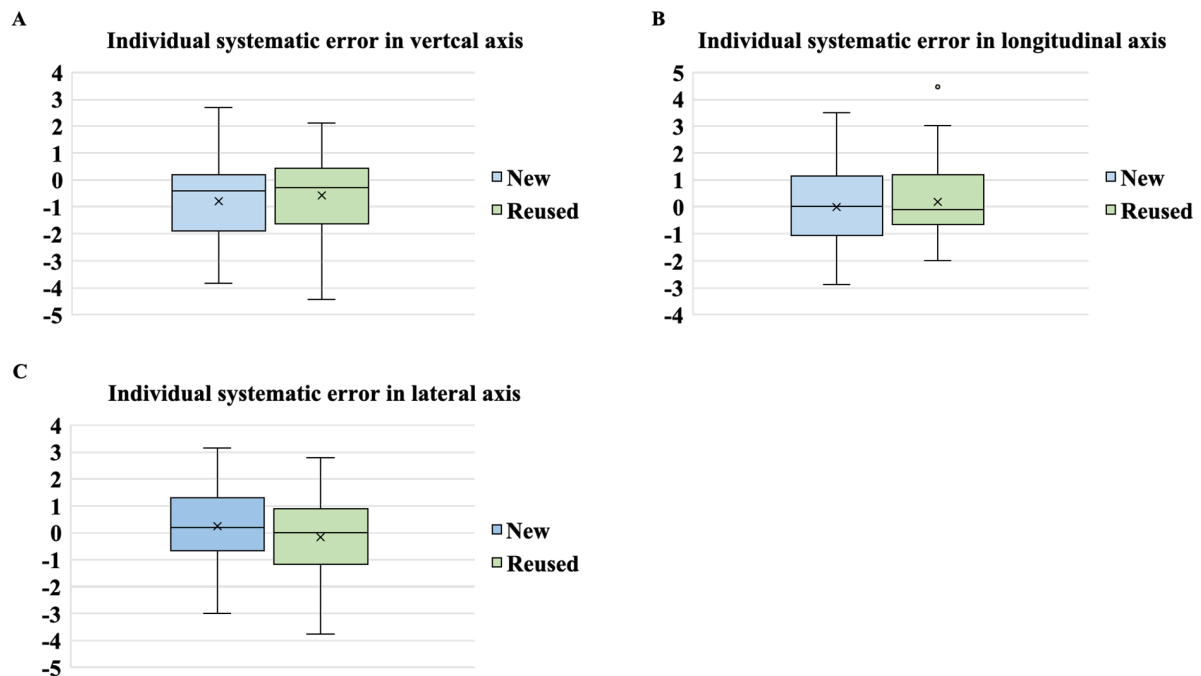 A
Individual systematic error in vertcal axis
4
3
2
1
0
-1
-2
-3
-4
-5
New
Reused
B
Individual systematic error in longitudinal axis
5
4
3
2
1
0
-1
-2
-3
-4
New
Reused
C
Individual systematic error in lateral axis
4
3
2
1
0
-1
-2
-3
-4
-5
New
Reused